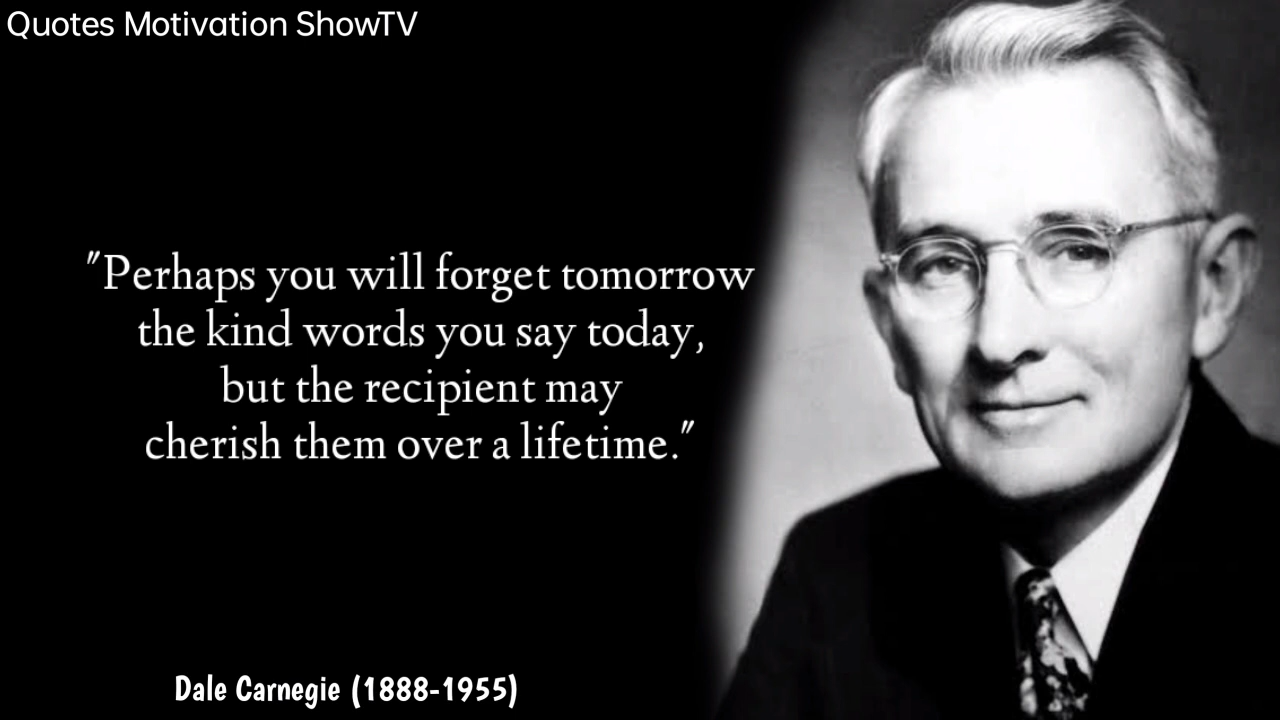 Quotes Motivation ShowTV
"Perhaps you will forget tomorrow
the kind words you say today,
but the recipient may
cherish them over a lifetime."
Dale Carnegie (1888-1955)